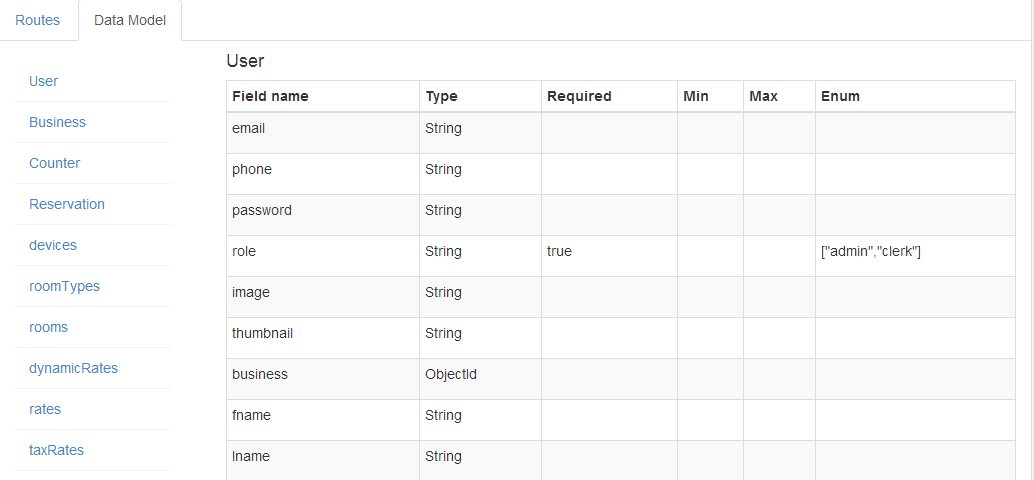 Routes Data Model
User
Business
Counter
Reservation
devices
roomTypes
rooms
dynamicRates
rates
taxRates
User
Field name Type Required Min Max Enum
email String
phone String
password String
role String true ["admin","clerk"]
image String
thumbnail String
business ObjectId
fname String
lname String